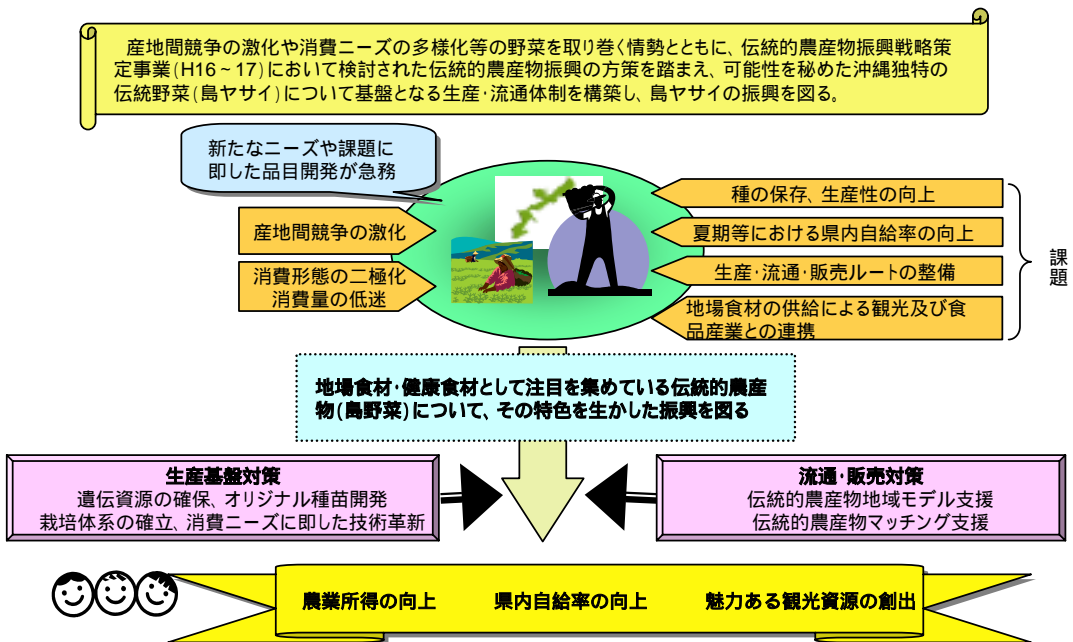 産地間競争の激化や消費ニーズの多様化等の野菜を取り巻く情勢とともに、伝統的農産物振興戦略策
定事業(H16~17)において検討された伝統的農産物振興の方策を踏まえ、可能性を秘めた沖縄独特の
伝統野菜(島ヤサイ)について基盤となる生産・流通体制を構築し、島ヤサイの振興を図る。
新たなニーズや課題に
即した品目開発が急務
産地間競争の激化
消費形態の二極化
消費量の低迷
種の保存、生産性の向上
夏期等における県内自給率の向上
生産・流通・販売ルートの整備
地場食材の供給による観光及び食
品産業との連携
課
題
地場食材・健康食材として注目を集めている伝統的農産
物(島野菜)について、その特色を生かした振興を図る
生産基盤対策
遺伝資源の確保、オリジナル種苗開発
栽培体系の確立、消費ニーズに即した技術革新
流通・販売対策
伝統的農産物地域モデル支援
伝統的農産物マッチング支援
農業所得の向上 県内自給率の向上 魅力ある観光資源の創出